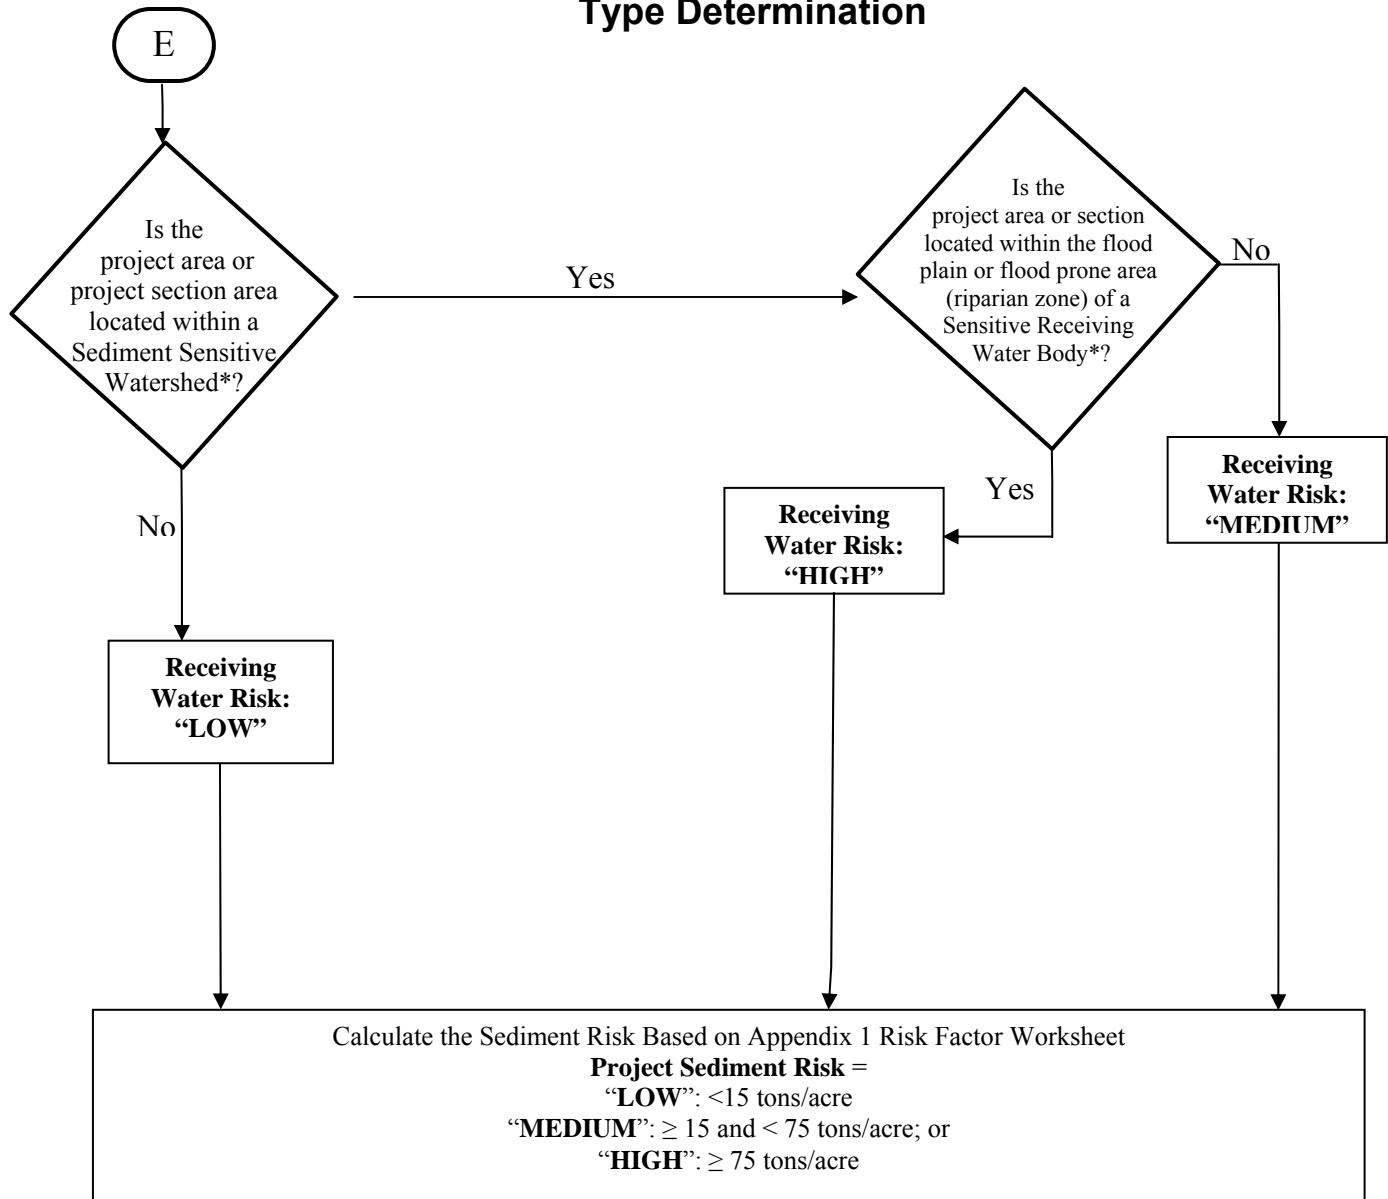 Type Determination
E
Is the
project area or
project section area
located within a
Sediment Sensitive
Watershed*?
Yes
Is the
project area or section
located within the flood
plain or flood prone area
(riparian zone) of a
Sensitive Receiving
Water Body*?
No
Receiving
Water Risk:
“MEDIUM”
Yes
Receiving
Water Risk:
“HIGH”
No
Receiving
Water Risk:
“LOW”
Calculate the Sediment Risk Based on Appendix 1 Risk Factor Worksheet
Project Sediment Risk =
“LOW”: <15 tons/acre
“MEDIUM”: ≥ 15 and < 75 tons/acre; or
“HIGH”: ≥ 75 tons/acre